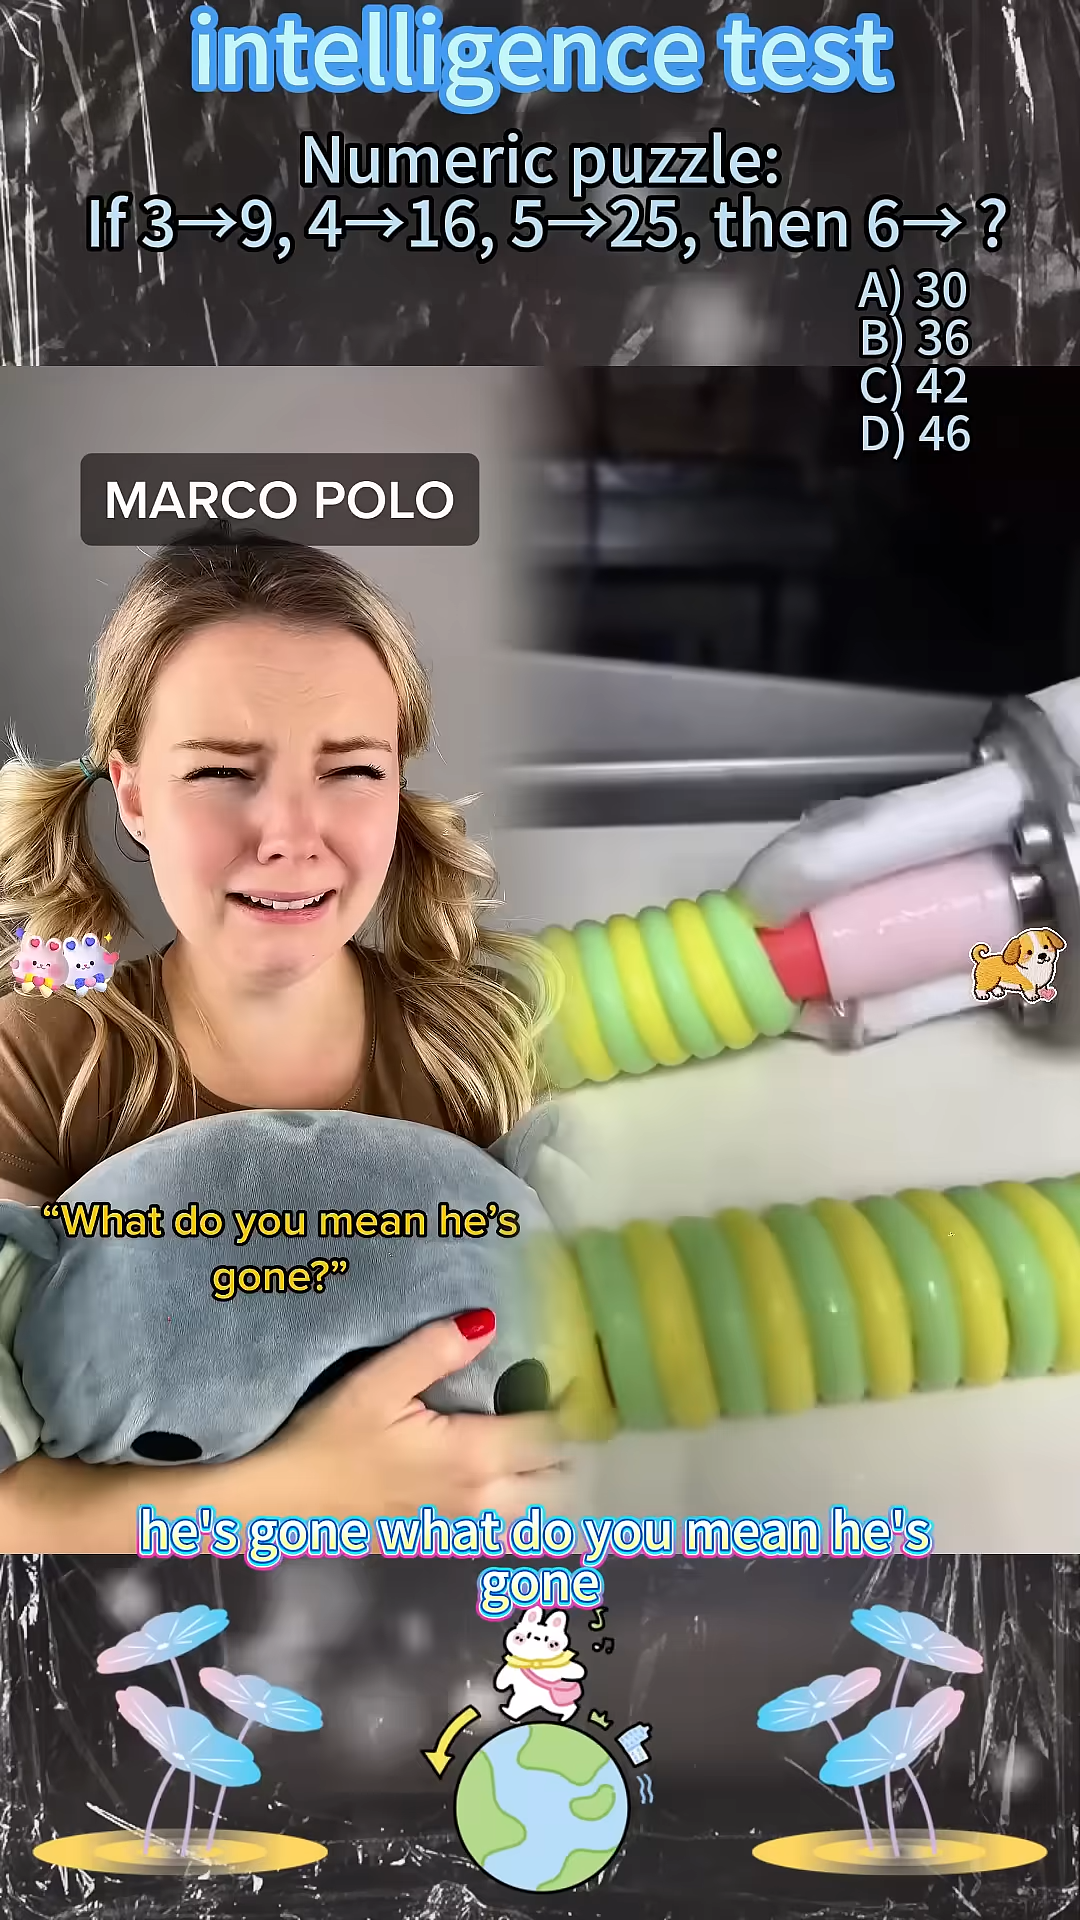 intelligence test
Numeric puzzle:
If 3→9, 4→16, 5→25, then 6→ ?
A) 30
B) 36
C) 42
D) 46
MARCO POLO
“What do you mean he’s
gone?”
he's gone what do you mean he's
gone